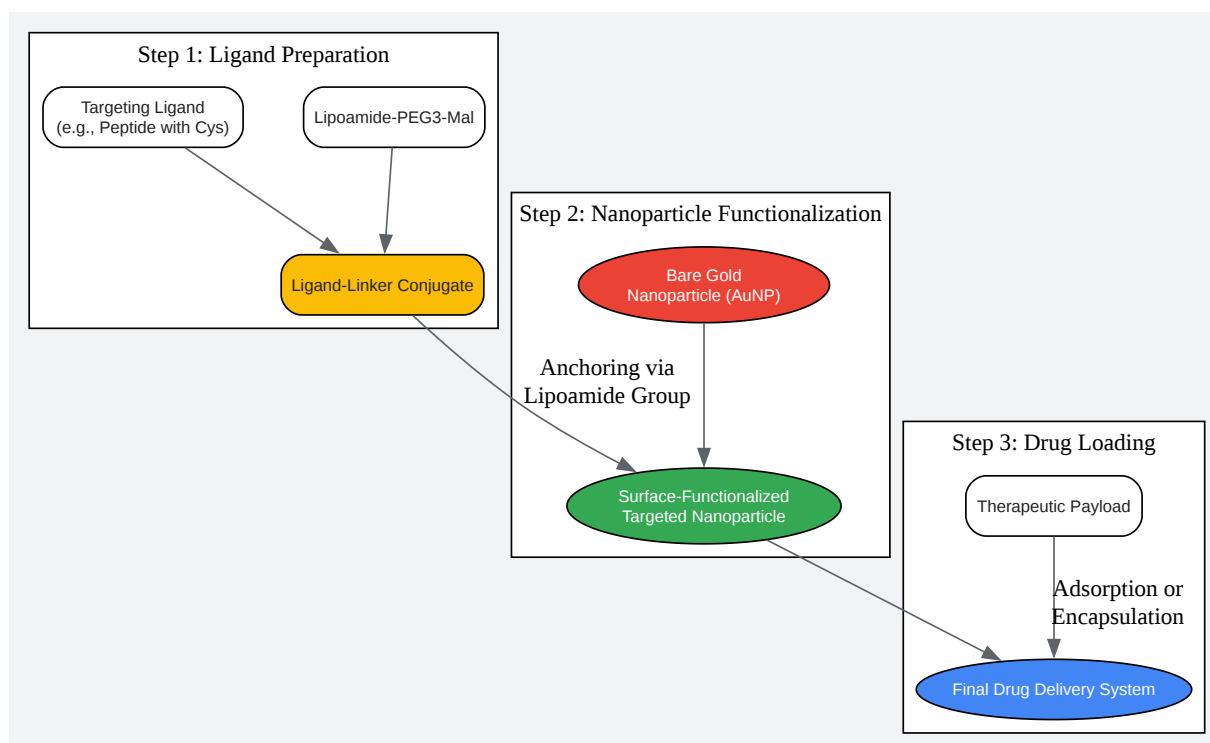 Step 1: Ligand Preparation
Targeting Ligand
(e.g., Peptide with Cys)
Lipoamide-PEG3-Mal
Ligand-Linker Conjugate
Step 2: Nanoparticle Functionalization
Bare Gold
Nanoparticle (AuNP)
Anchoring via
Lipoamide Group
Surface-Functionalized
Targeted Nanoparticle
Step 3: Drug Loading
Therapeutic Payload
Adsorption or
Encapsulation
Final Drug Delivery System